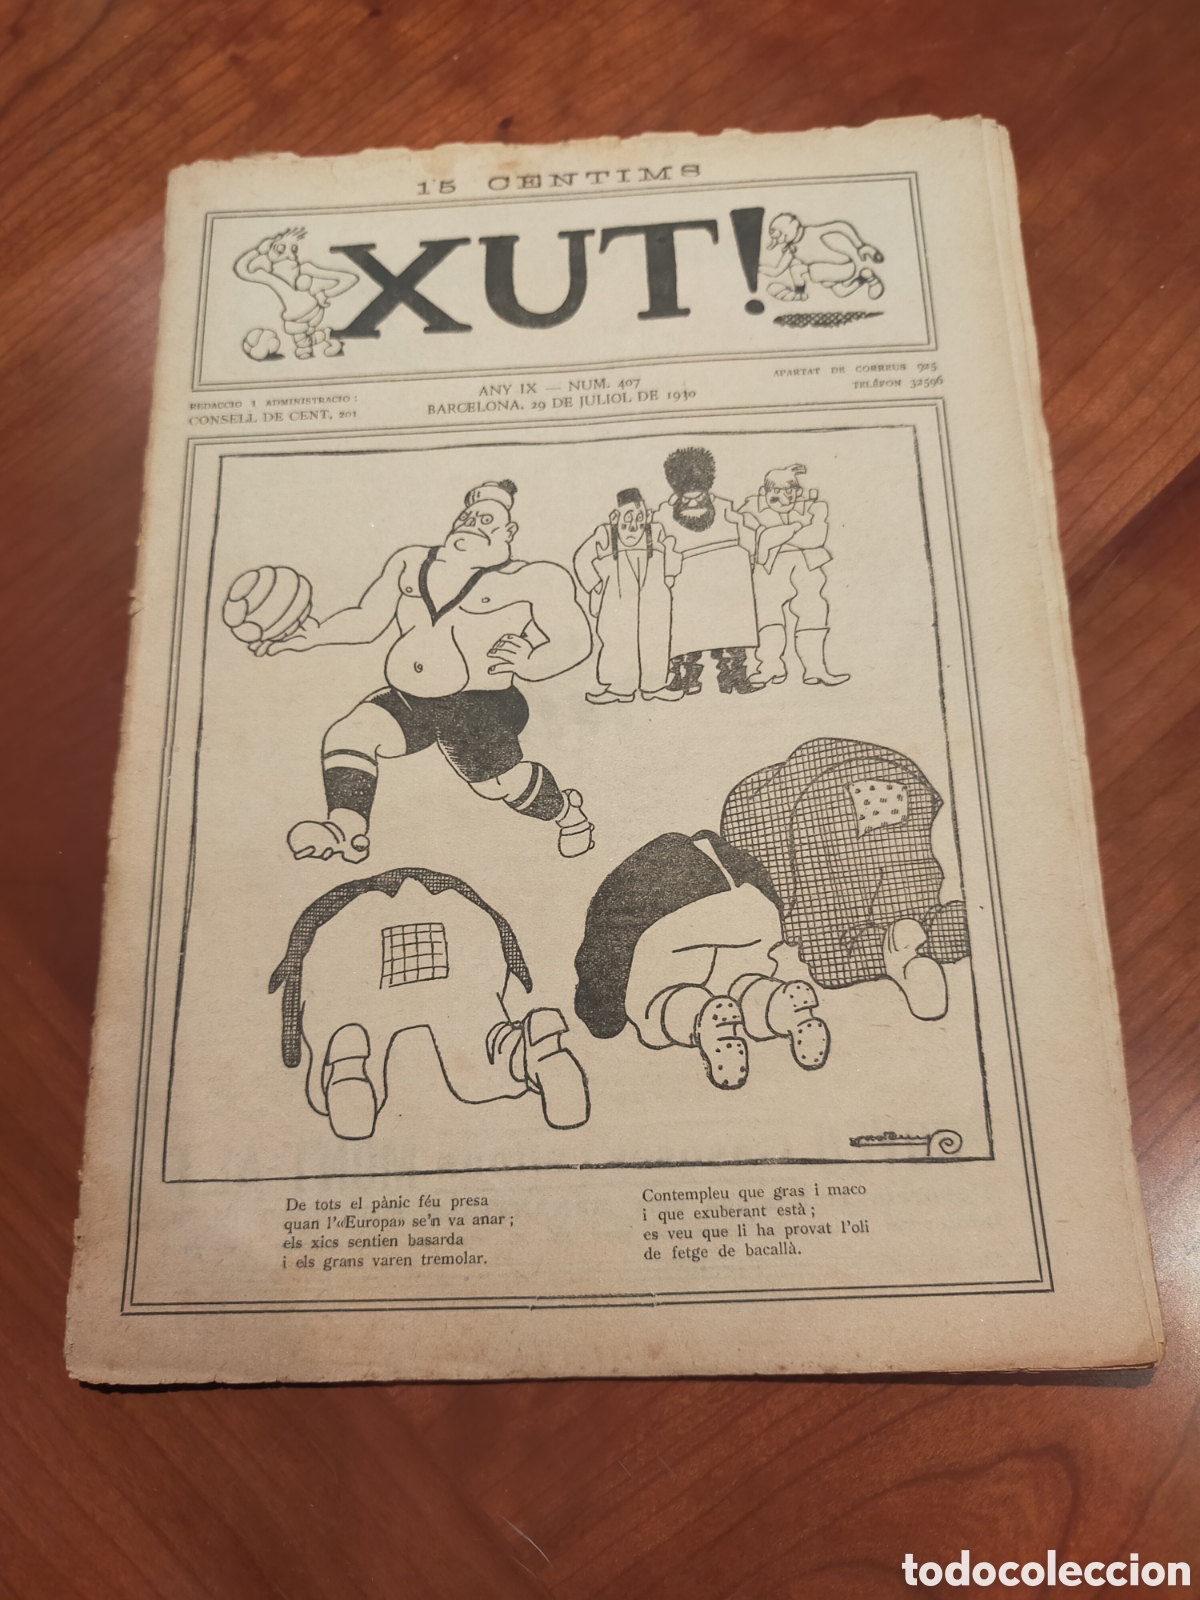 15 CENTIMS
XUT!
REDACCIO I ADMINISTRACIO:
CONSELL DE CENT, 201
ANY IX — NUM. 407
BARCELONA, 29 DE JULIOL DE 1930
APARTAT DE CORREUS 925
TELÈFON 32596
De tots el pànic féu presa
quan l'«Europa» se'n va anar;
els xics sentien basarda
i els grans varen tremolar.
Contempleu que gras i maco
i que exuberant està;
es veu que li ha provat l'oli
de fetge de bacallà.
todocoleccion